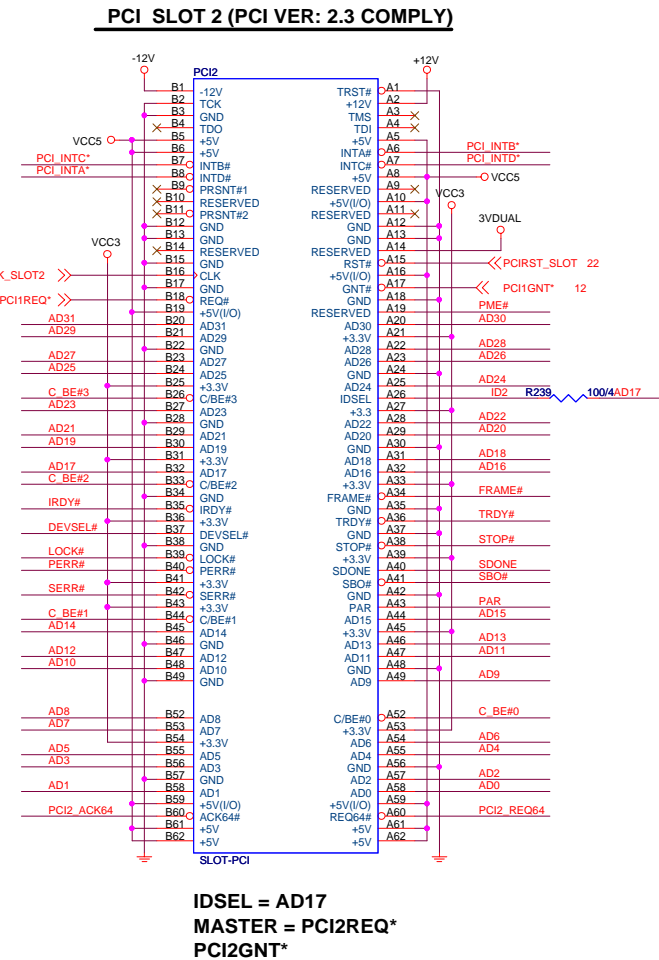 PCI SLOT 2 (PCI VER: 2.3 COMPLY)
-12V +12V
PCI2
B1 -12V TRST# A1
B2 TCK +12V A2
B3 GND TMS A3
B4 TDO TDI A4
VCC5 B5 +5V +5V A5
B6 +5V INTA# A6 PCI_INTB*
PCI_INTC* B7 INTB# INTC# A7 PCI_INTD*
PCI_INTA* B8 INTD# +5V A8 VCC5
B9 PRSNT#1 RESERVED A9
B10 RESERVED +5V(I/O) A10 VCC3
B11 PRSNT#2 RESERVED A11
B12 GND GND A12 3VDUAL
B13 GND GND A13
VCC3 B14 RESERVED RESERVED A14
B15 GND RST# A15 PCIRST_SLOT 22
K_SLOT2 B16 CLK +5V(I/O) A16
B17 GND GNT# A17 PCI1GNT* 12
PCI1REQ* B18 REQ# GND A18
B19 +5V(I/O) RESERVED A19 PME#
AD31 B20 AD31 AD30 A20 AD30
AD29 B21 AD29 +3.3V A21
B22 GND AD28 A22 AD28
AD27 B23 AD27 AD26 A23 AD26
AD25 B24 AD25 GND A24
B25 +3.3V AD24 A25 AD24
C_BE#3 B26 C/BE#3 IDSEL A26 ID2 R239 100/4 AD17
AD23 B27 AD23 +3.3 A27
B28 GND AD22 A28 AD22
AD21 B29 AD21 AD20 A29 AD20
AD19 B30 AD19 GND A30
B31 +3.3V AD18 A31 AD18
AD17 B32 AD17 AD16 A32 AD16
C_BE#2 B33 C/BE#2 +3.3V A33
B34 GND FRAME# A34 FRAME#
IRDY# B35 IRDY# GND A35
B36 +3.3V TRDY# A36 TRDY#
DEVSEL# B37 DEVSEL# GND A37
B38 GND STOP# A38 STOP#
LOCK# B39 LOCK# +3.3V A39
PERR# B40 PERR# SDONE A40 SDONE
B41 +3.3V SBO# A41 SBO#
SERR# B42 SERR# GND A42
B43 +3.3V PAR A43 PAR
C_BE#1 B44 C/BE#1 AD15 A44 AD15
AD14 B45 AD14 +3.3V A45
B46 GND AD13 A46 AD13
AD12 B47 AD12 AD11 A47 AD11
AD10 B48 AD10 GND A48
B49 GND AD9 A49 AD9
AD8 B52 AD8 C/BE#0 A52 C_BE#0
AD7 B53 AD7 +3.3V A53
B54 +3.3V AD6 A54 AD6
AD5 B55 AD5 AD4 A55 AD4
AD3 B56 AD3 GND A56
B57 GND AD2 A57 AD2
AD1 B58 AD1 AD0 A58 AD0
B59 +5V(I/O) +5V(I/O) A59
PCI2_ACK64 B60 ACK64# REQ64# A60 PCI2_REQ64
B61 +5V +5V A61
B62 +5V +5V A62
SLOT-PCI
IDSEL = AD17
MASTER = PCI2REQ*
PCI2GNT*